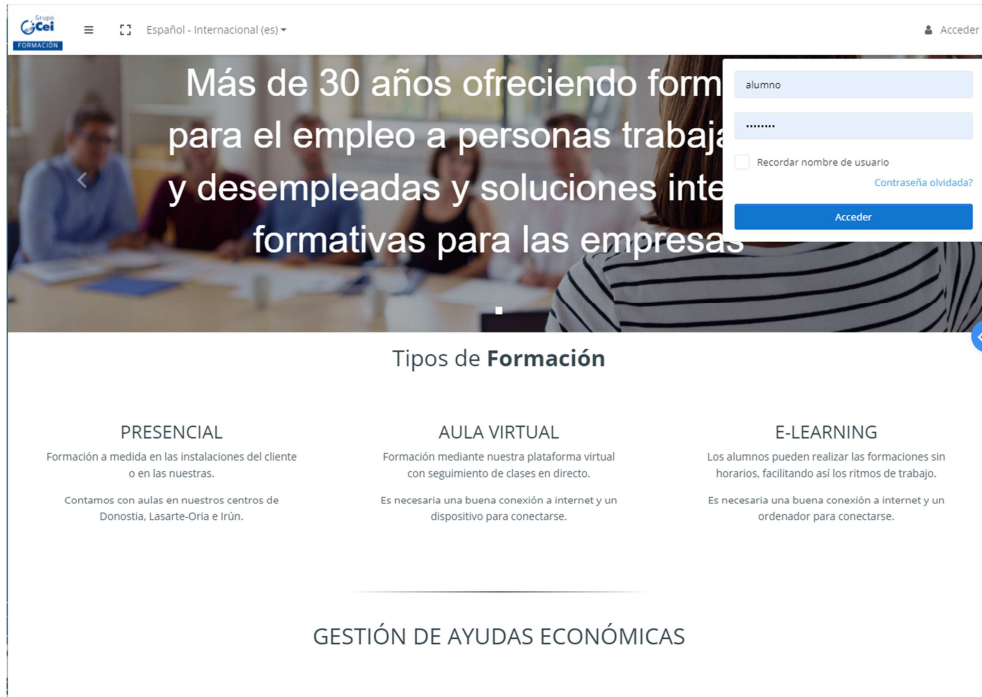 Grupo
Cei
FORMACIÓN
Español - Internacional (es)
Acceder
Más de 30 años ofreciendo form
para el empleo a personas trabaja
y desempleadas y soluciones inte
formativas para las empresas
alumno
••••••••
Recordar nombre de usuario
Contraseña olvidada?
Acceder
Tipos de Formación
PRESENCIAL
Formación a medida en las instalaciones del cliente
o en las nuestras.
Contamos con aulas en nuestros centros de
Donostia, Lasarte-Oria e Irún.
AULA VIRTUAL
Formación mediante nuestra plataforma virtual
con seguimiento de clases en directo.
Es necesaria una buena conexión a internet y un
dispositivo para conectarse.
E-LEARNING
Los alumnos pueden realizar las formaciones sin
horarios, facilitando así los ritmos de trabajo.
Es necesaria una buena conexión a internet y un
ordenador para conectarse.
GESTIÓN DE AYUDAS ECONÓMICAS